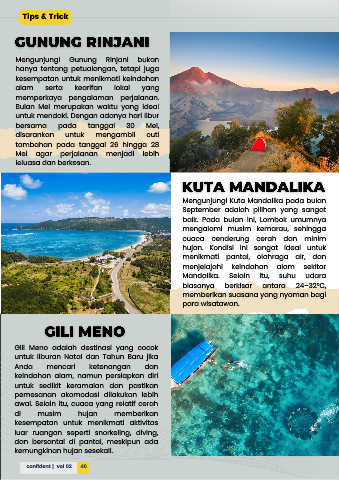 Tips & Trick
GUNUNG RINJANI
Mengunjungi Gunung Rinjani bukan
hanya tentang petualangan, tetapi juga
kesempatan untuk menikmati keindahan
alam serta kearifan lokal yang
memperkaya pengalaman perjalanan.
Bulan Mei merupakan waktu yang ideal
untuk mendaki. Dengan adanya hari libur
bersama pada tanggal 30 Mei,
disarankan untuk mengambil cuti
tambahan pada tanggal 26 hingga 28
Mei agar perjalanan menjadi lebih
leluasa dan berkesan.
KUTA MANDALIKA
Mengunjungi Kuta Mandalika pada bulan
September adalah pilihan yang sangat
baik. Pada bulan ini, Lombok umumnya
mengalami musim kemarau, sehingga
cuaca cenderung cerah dan minim
hujan. Kondisi ini sangat ideal untuk
menikmati pantai, olahraga air, dan
menjelajahi keindahan alam sekitar
Mandalika. Selain itu, suhu udara
biasanya berkisar antara 24–32°C,
memberikan suasana yang nyaman bagi
para wisatawan.
GILI MENO
Gili Meno adalah destinasi yang cocok
untuk liburan Natal dan Tahun Baru jika
Anda mencari ketenangan dan
keindahan alam, namun persiapkan diri
untuk sedikit keramaian dan pastikan
pemesanan akomodasi dilakukan lebih
awal. Selain itu, cuaca yang relatif cerah
di musim hujan memberikan
kesempatan untuk menikmati aktivitas
luar ruangan seperti snorkeling, diving,
dan bersantai di pantai, meskipun ada
kemungkinan hujan sesekali.
confident | vol 02 40